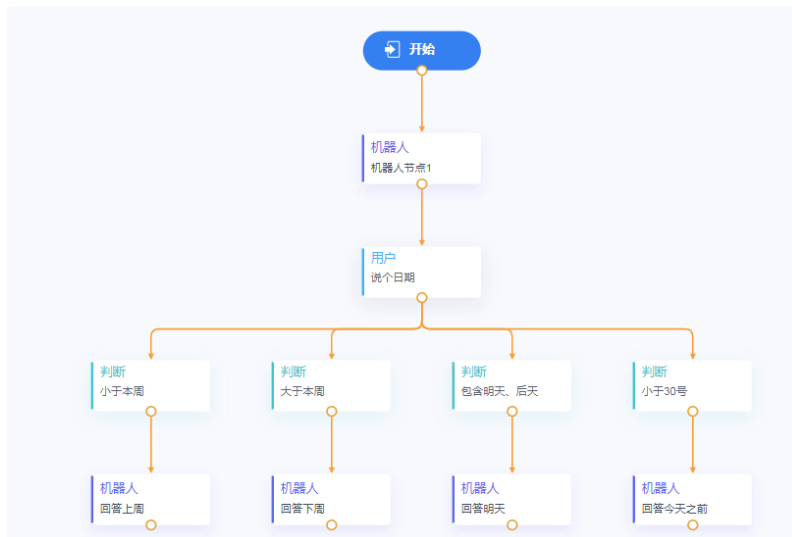 开始
机器人
机器人节点1
用户
说个日期
判断
小于本周
判断
大于本周
判断
包含明天、后天
判断
小于30号
机器人
回答上周
机器人
回答下周
机器人
回答明天
机器人
回答今天之前